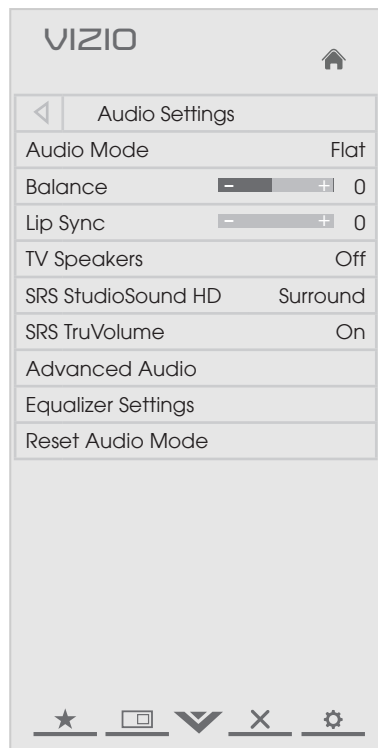 VIZIO
Audio Settings
Audio Mode Flat
Balance - + 0
Lip Sync - + 0
TV Speakers Off
SRS StudioSound HD Surround
SRS TruVolume On
Advanced Audio
Equalizer Settings
Reset Audio Mode